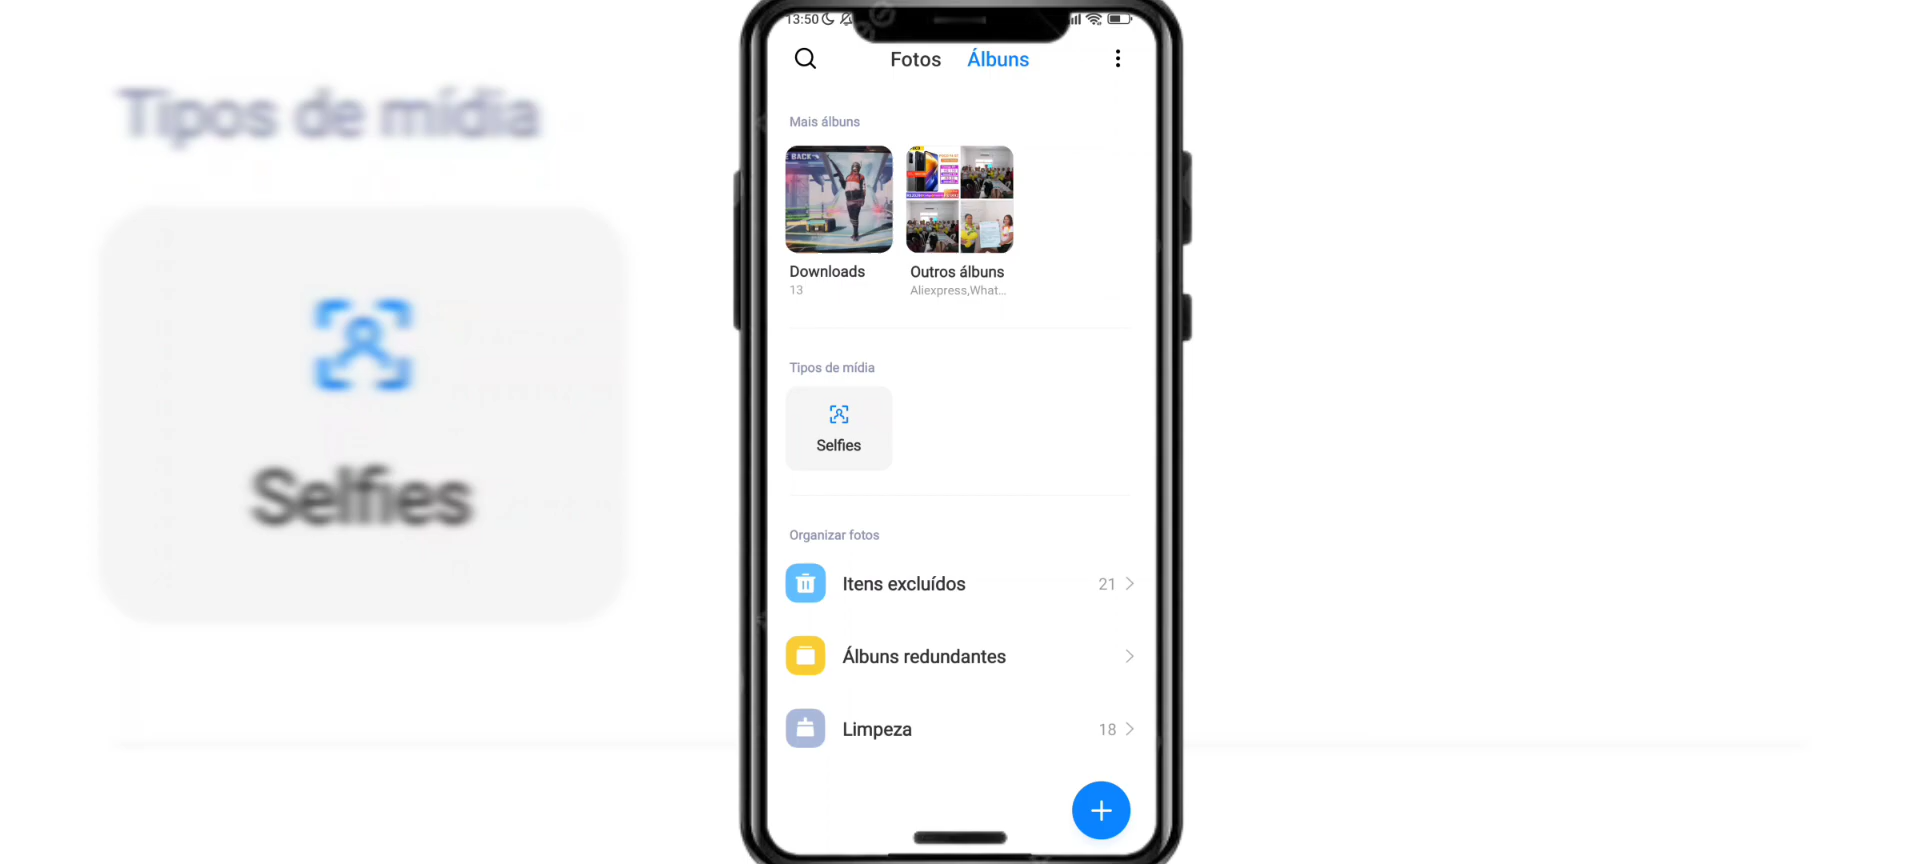 Tipos de mídia
Selfies
13:50
Fotos
Álbuns
Mais álbuns
E BACK
Downloads
13
Outros álbuns
Aliexpress,What...
Tipos de mídia
Selfies
Organizar fotos
Itens excluídos
21
Álbuns redundantes
Limpeza
18